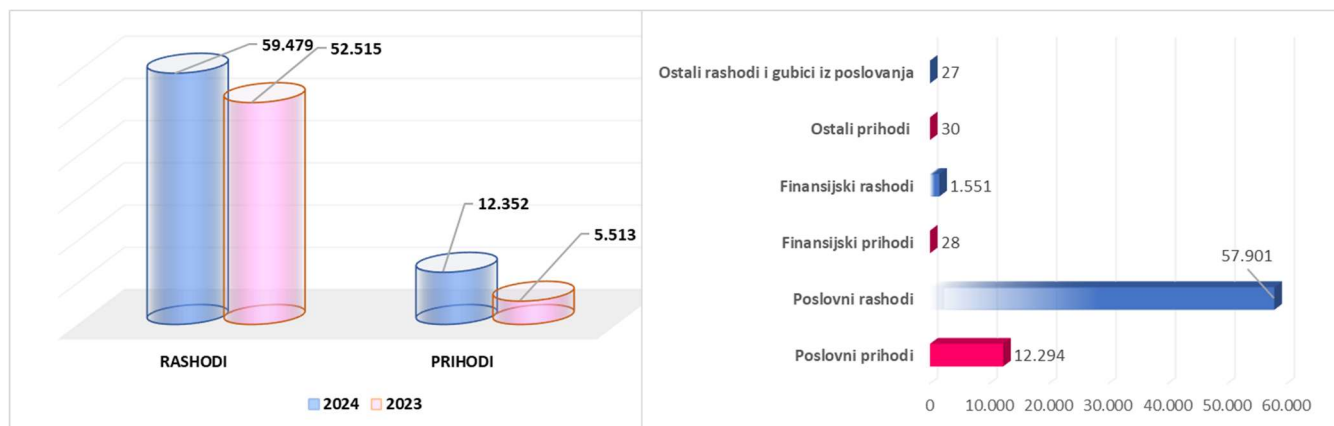 59.479
52.515
12.352
5.513
RASHODI
PRIHODI
2024
2023
Ostali rashodi i gubici iz poslovanja
27
Ostali prihodi
30
Finansijski rashodi
1.551
Finansijski prihodi
28
57.901
Poslovni rashodi
Poslovni prihodi
12.294
0 10.000 20.000 30.000 40.000 50.000 60.000